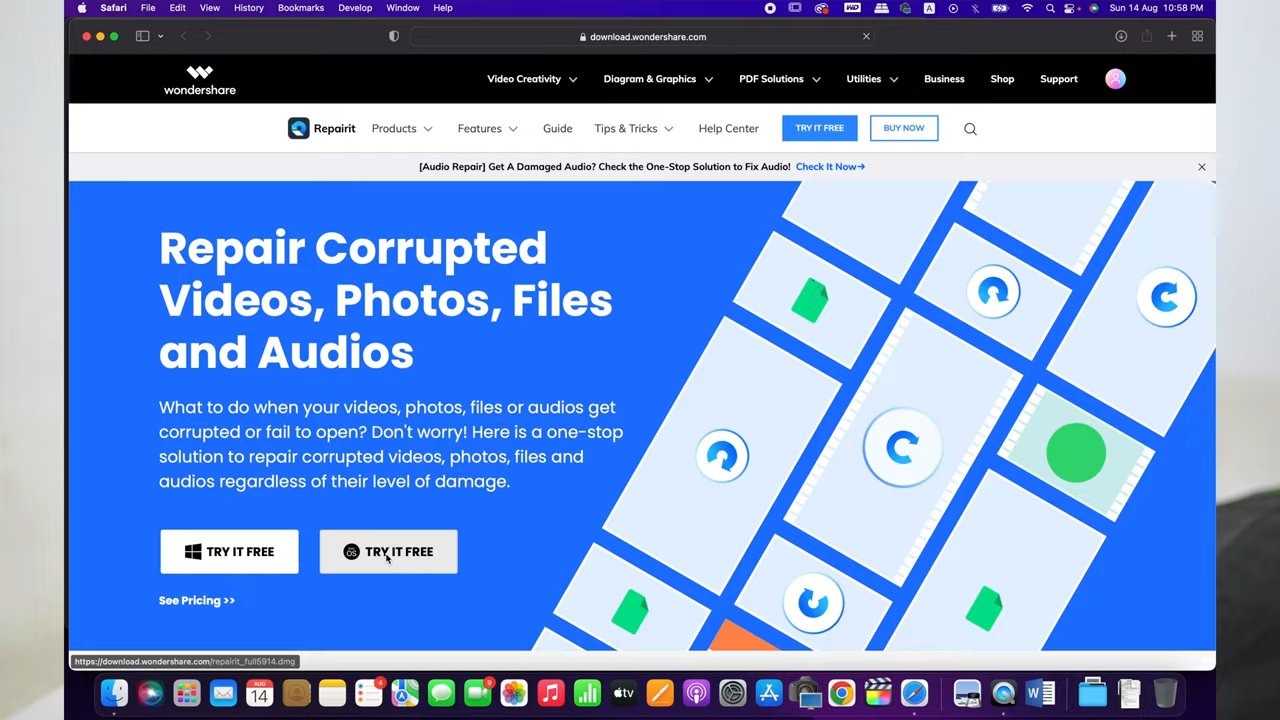 Safari File Edit View History Bookmarks Develop Window Help
Sun 14 Aug 10:58 PM
download.wondershare.com
wondershare
Video Creativity
Diagram & Graphics
PDF Solutions
Utilities
Business
Shop
Support
Repairit
Products
Features
Guide
Tips & Tricks
Help Center
TRY IT FREE
BUY NOW
[Audio Repair] Get A Damaged Audio? Check the One-Stop Solution to Fix Audio! Check It Now→
Repair Corrupted
Videos, Photos, Files
and Audios
What to do when your videos, photos, files or audios get
corrupted or fail to open? Don't worry! Here is a one-stop
solution to repair corrupted videos, photos, files and
audios regardless of their level of damage.
TRY IT FREE
TRY IT FREE
See Pricing >>
https://download.wondershare.com/repairit_full5914.dmg